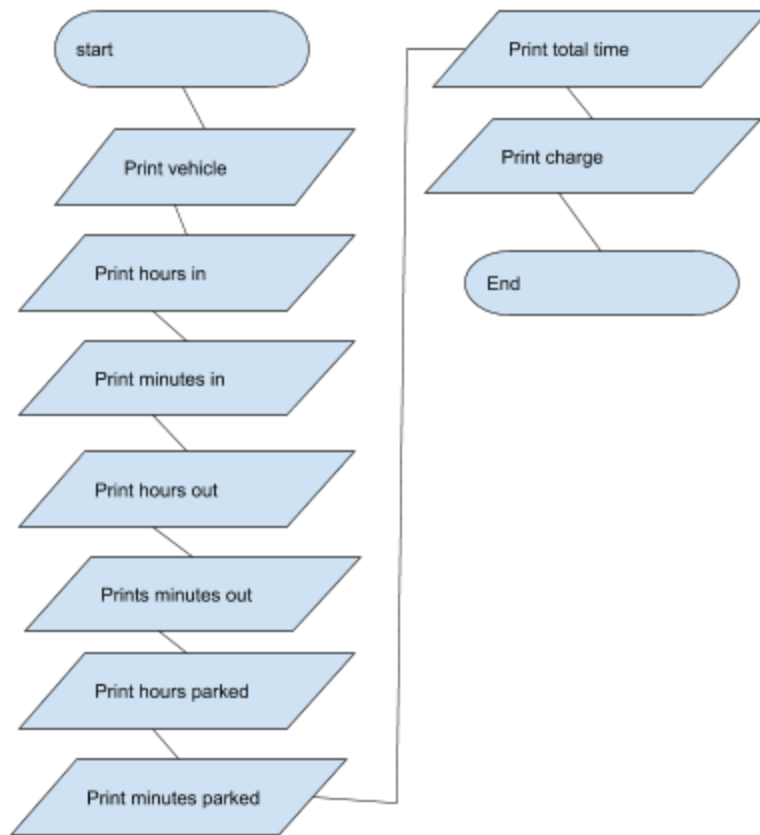 start
Print vehicle
Print hours in
Print minutes in
Print hours out
Prints minutes out
Print hours parked
Print minutes parked
Print total time
Print charge
End